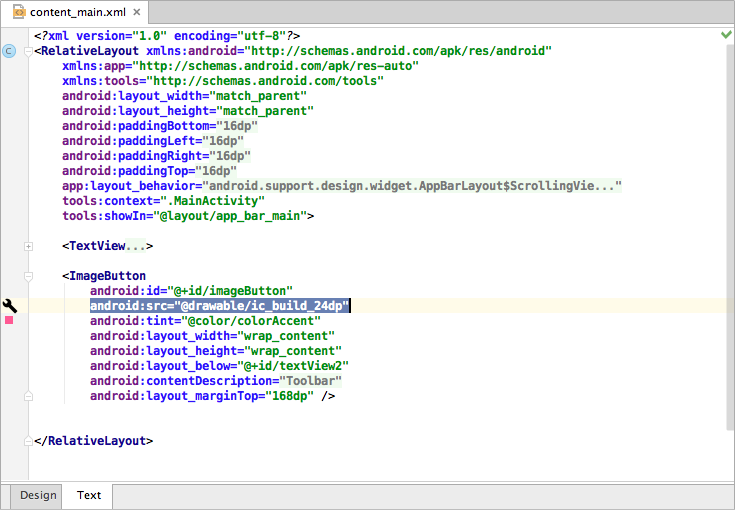 content_main.xml
<?xml version="1.0" encoding="utf-8"?>
C <RelativeLayout xmlns:android="http://schemas.android.com/apk/res/android"
xmlns:app="http://schemas.android.com/apk/res-auto"
xmlns:tools="http://schemas.android.com/tools"
android:layout_width="match_parent"
android:layout_height="match_parent"
android:paddingBottom="16dp"
android:paddingLeft="16dp"
android:paddingRight="16dp"
android:paddingTop="16dp"
app:layout_behavior="android.support.design.widget.AppBarLayout$ScrollingVie..."
tools:context=".MainActivity"
tools:showIn="@layout/app_bar_main">
<TextView...>
<ImageButton
android:id="@+id/imageButton"
android:src="@drawable/ic_build_24dp"
android:tint="@color/colorAccent"
android:layout_width="wrap_content"
android:layout_height="wrap_content"
android:layout_below="@+id/textView2"
android:contentDescription="Toolbar"
android:layout_marginTop="168dp" />
</RelativeLayout>
Design Text